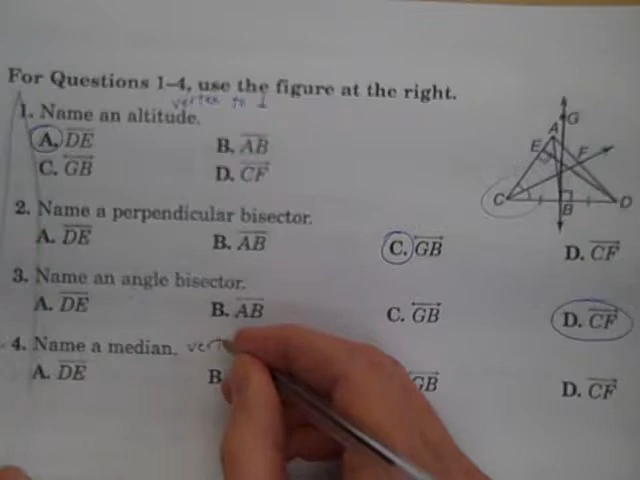 For Questions 1–4, use the figure at the right.
vertex to ⊥
1. Name an altitude.
A. DE B. AB
C. GB D. CF
2. Name a perpendicular bisector.
A. DE B. AB C. GB D. CF
3. Name an angle bisector.
A. DE B. AB C. GB D. CF
4. Name a median. vert
A. DE B GB D. CF
G
A
E F
C B D